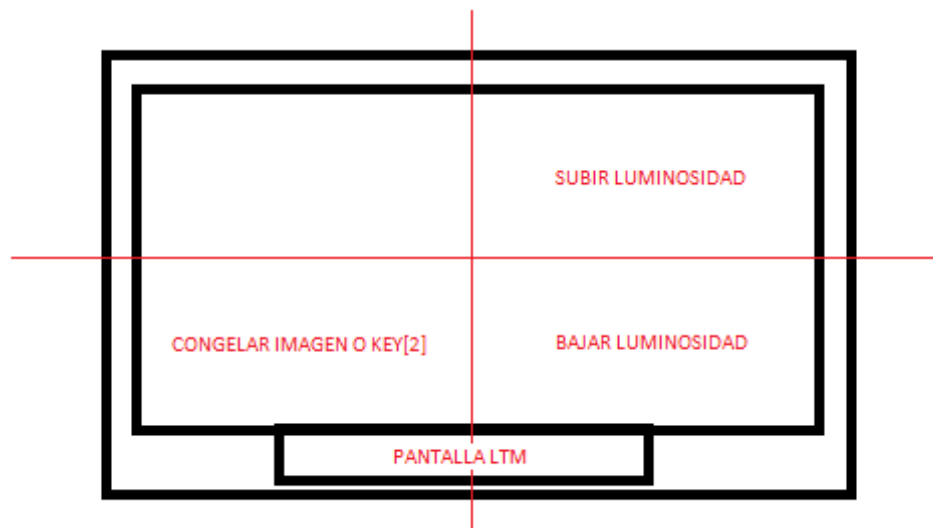 SUBIR LUMINOSIDAD
CONGELAR IMAGEN O KEY[2]
BAJAR LUMINOSIDAD
PANTALLA LTM